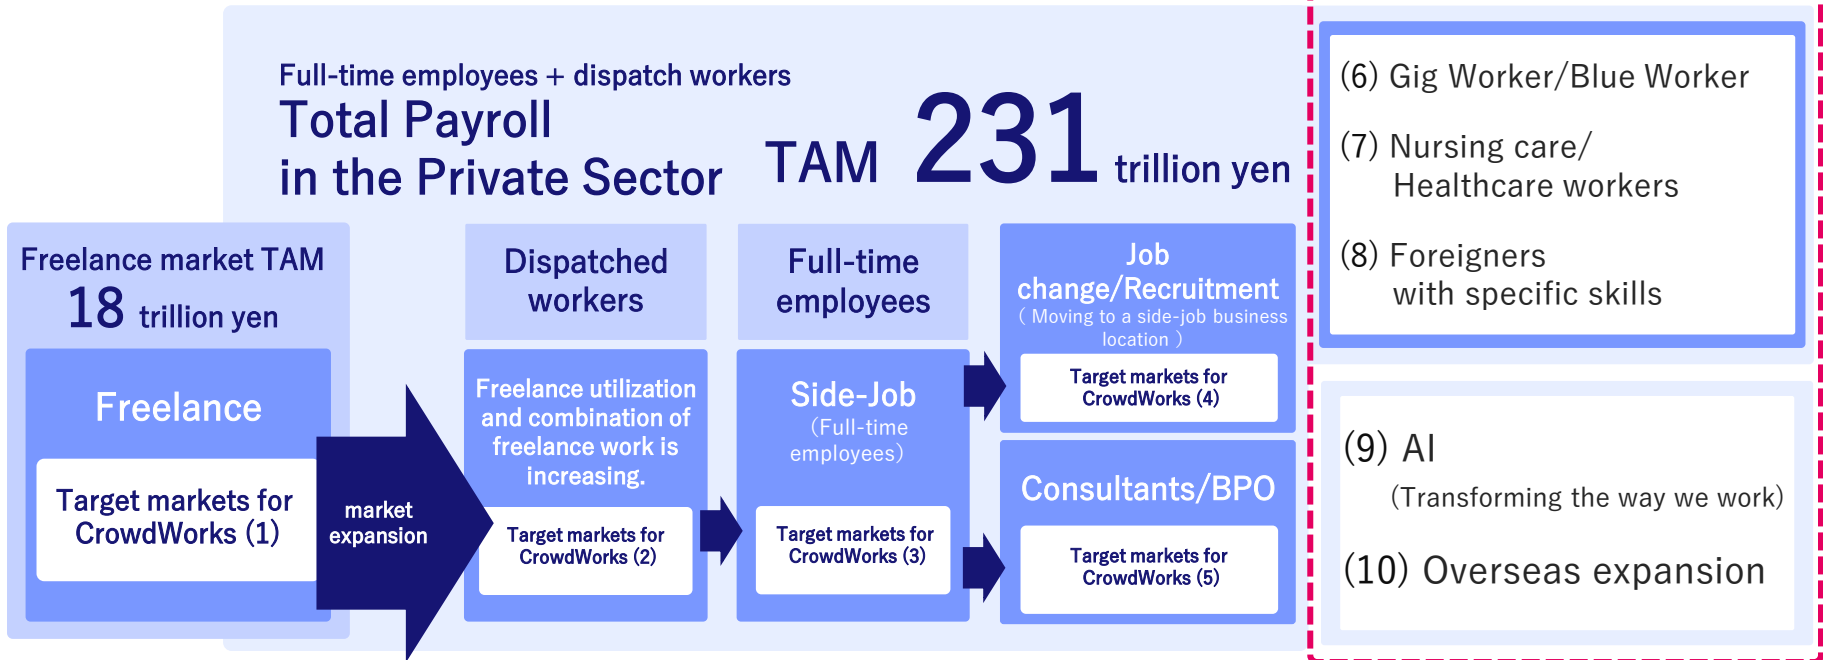 Full-time employees + dispatch workers
Total Payroll
in the Private Sector
TAM 231 trillion yen
Freelance market TAM
18 trillion yen
Freelance
Target markets for
CrowdWorks (1)
market
expansion
Dispatched
workers
Freelance utilization
and combination of
freelance work is
increasing.
Target markets for
CrowdWorks (2)
Full-time
employees
Side-Job
(Full-time
employees)
Target markets for
CrowdWorks (3)
Job
change/Recruitment
( Moving to a side-job business
location )
Target markets for
CrowdWorks (4)
Consultants/BPO
Target markets for
CrowdWorks (5)
(6) Gig Worker/Blue Worker
(7) Nursing care/
Healthcare workers
(8) Foreigners
with specific skills
(9) AI
(Transforming the way we work)
(10) Overseas expansion